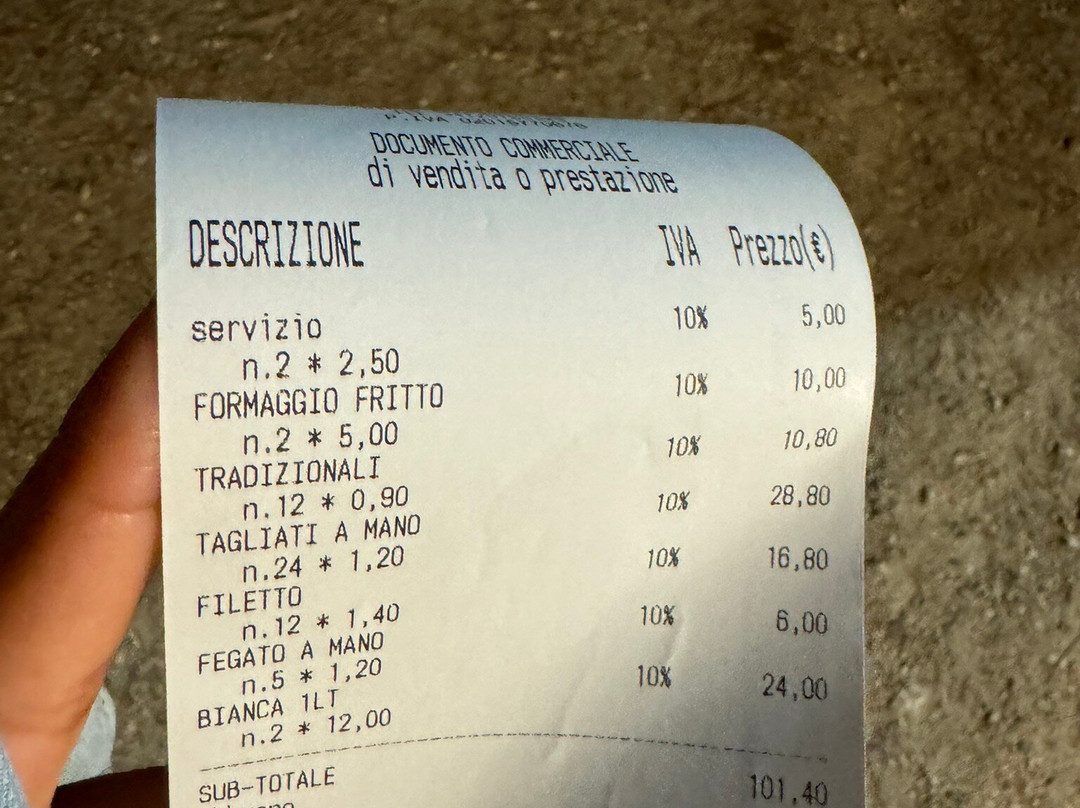 P.IVA
DOCUMENTO COMMERCIALE
di vendita o prestazione
DESCRIZIONE IVA Prezzo(€)
servizio 10% 5,00
n.2 * 2,50
FORMAGGIO FRITTO 10% 10,00
n.2 * 5,00
TRADIZIONALI 10% 10,80
n.12 * 0,90
TAGLIATI A MANO 10% 28,80
n.24 * 1,20
FILETTO 10% 16,80
n.12 * 1,40
FEGATO A MANO 10% 6,00
n.5 * 1,20
BIANCA 1LT 10% 24,00
n.2 * 12,00
SUB-TOTALE 101,40